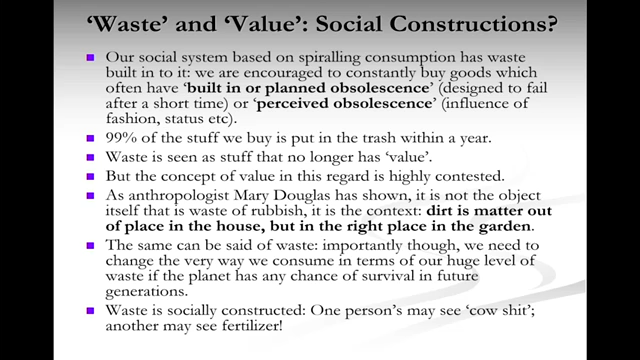 ‘Waste’ and ‘Value’: Social Constructions?
Our social system based on spiralling consumption has waste
built in to it: we are encouraged to constantly buy goods which
often have ‘built in or planned obsolescence’ (designed to fail
after a short time) or ‘perceived obsolescence’ (influence of
fashion, status etc).
99% of the stuff we buy is put in the trash within a year.
Waste is seen as stuff that no longer has ‘value’.
But the concept of value in this regard is highly contested.
As anthropologist Mary Douglas has shown, it is not the object
itself that is waste of rubbish, it is the context: dirt is matter out
of place in the house, but in the right place in the garden.
The same can be said of waste: importantly though, we need to
change the very way we consume in terms of our huge level of
waste if the planet has any chance of survival in future
generations.
Waste is socially constructed: One person’s may see ‘cow shit’;
another may see fertilizer!